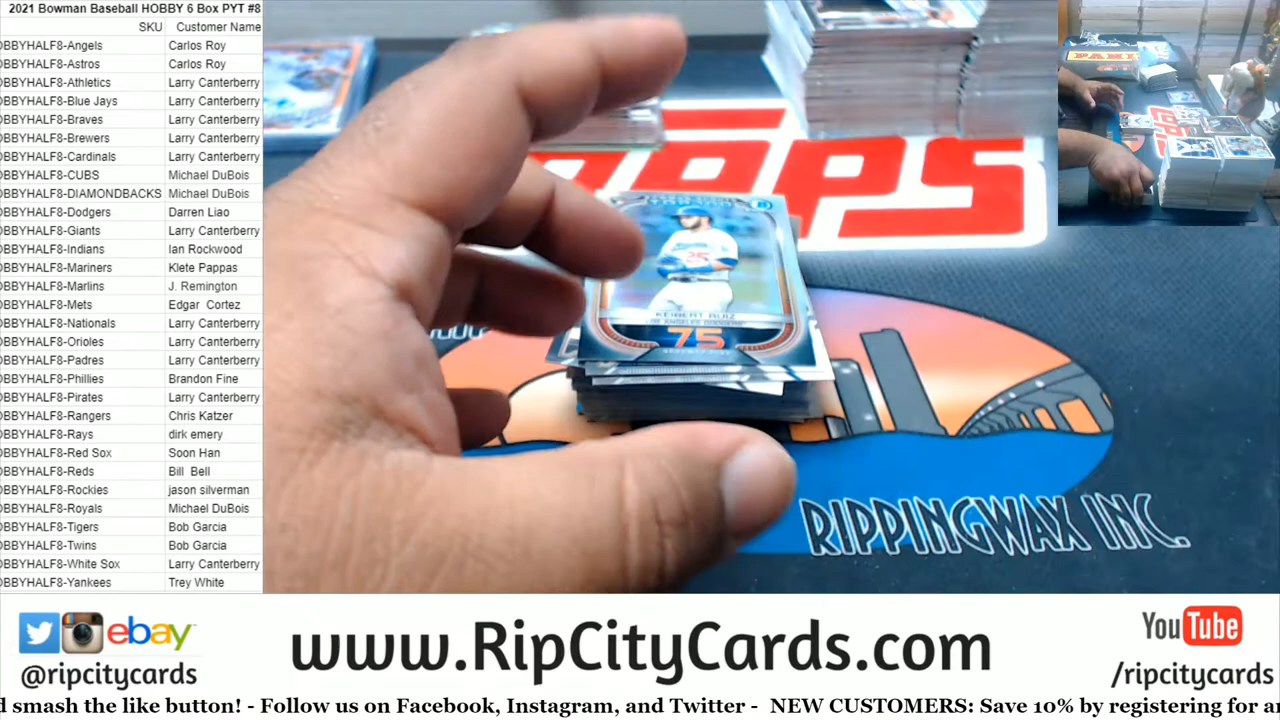 2021 Bowman Baseball HOBBY 6 Box PYT #8
SKU Customer Name
OBBYHALF8-Angels Carlos Roy
OBBYHALF8-Astros Carlos Roy
OBBYHALF8-Athletics Larry Canterberry
OBBYHALF8-Blue Jays Larry Canterberry
OBBYHALF8-Braves Larry Canterberry
OBBYHALF8-Brewers Larry Canterberry
OBBYHALF8-Cardinals Larry Canterberry
OBBYHALF8-CUBS Michael DuBois
OBBYHALF8-DIAMONDBACKS Michael DuBois
OBBYHALF8-Dodgers Darren Liao
OBBYHALF8-Giants Larry Canterberry
OBBYHALF8-Indians Ian Rockwood
OBBYHALF8-Mariners Klete Pappas
OBBYHALF8-Marlins J. Remington
OBBYHALF8-Mets Edgar Cortez
OBBYHALF8-Nationals Larry Canterberry
OBBYHALF8-Orioles Larry Canterberry
OBBYHALF8-Padres Larry Canterberry
OBBYHALF8-Phillies Brandon Fine
OBBYHALF8-Pirates Larry Canterberry
OBBYHALF8-Rangers Chris Katzer
OBBYHALF8-Rays dirk emery
OBBYHALF8-Red Sox Soon Han
OBBYHALF8-Reds Bill Bell
OBBYHALF8-Rockies jason silverman
OBBYHALF8-Royals Michael DuBois
OBBYHALF8-Tigers Bob Garcia
OBBYHALF8-Twins Bob Garcia
OBBYHALF8-White Sox Larry Canterberry
OBBYHALF8-Yankees Trey White
PANINI
OPPS
25
KEIBERT RUIZ
LOS ANGELES DODGERS
75
RIPPINGWAX INC.
ebay
@ripcitycards
www.RipCityCards.com
YouTube
/ripcitycards
d smash the like button! - Follow us on Facebook, Instagram, and Twitter - NEW CUSTOMERS: Save 10% by registering for an